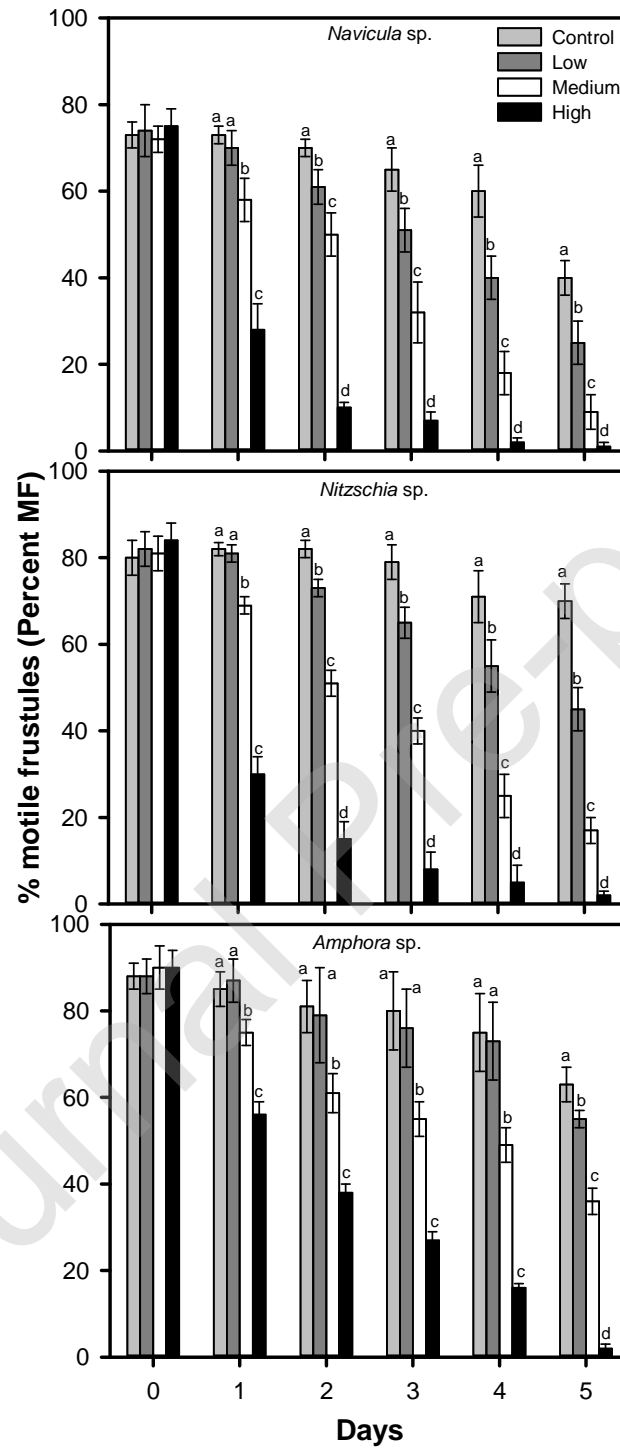 Navicula sp.
Control
Low
Medium
High
100
80
60
40
20
0
a a b c
a b c d
a b c d
a b c d
a b c d
Nitzschia sp.
100
80
60
40
20
0
a a b c
a b c d
a b c d
a b c d
a b c d
Amphora sp.
100
80
60
40
20
0
a a b c
a a b c
a a b c
a a b c
a b c d
0 1 2 3 4 5
Days
% motile frustules (Percent MF)
urnal Pre-p